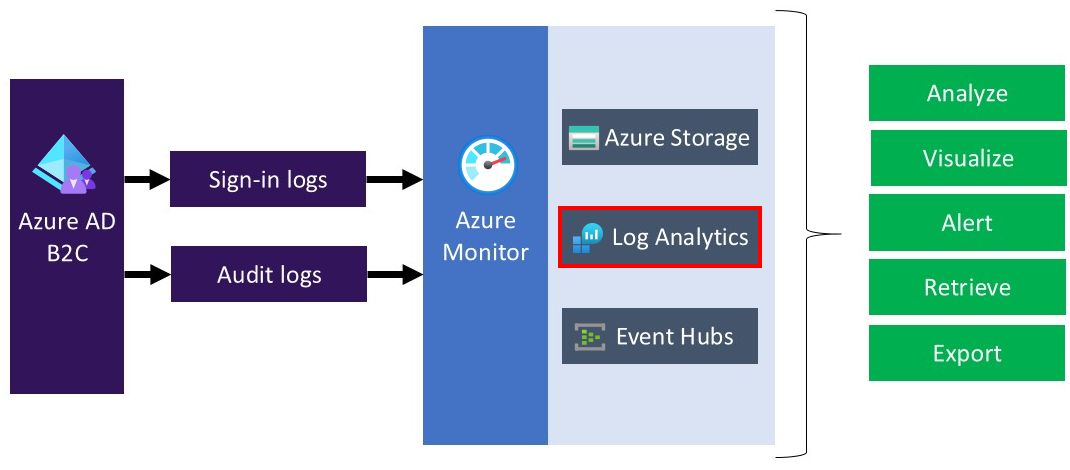 Azure AD
B2C
Sign-in logs
Audit logs
Azure
Monitor
Azure Storage
Log Analytics
Event Hubs
Analyze
Visualize
Alert
Retrieve
Export